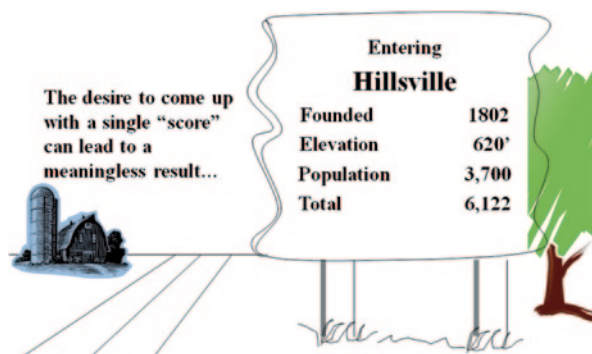 The desire to come up
with a single “score”
can lead to a
meaningless result…
Entering
Hillsville
Founded 1802
Elevation 620’
Population 3,700
Total 6,122